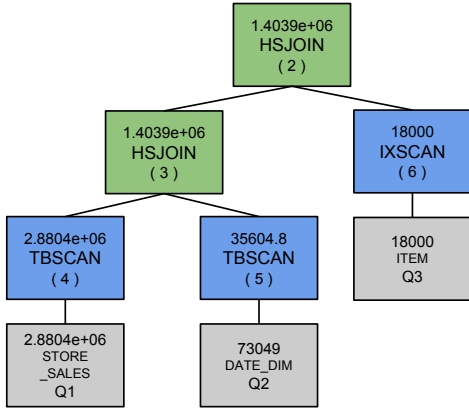 1.4039e+06
HSJOIN
( 2 )
1.4039e+06
HSJOIN
( 3 )
18000
IXSCAN
( 6 )
2.8804e+06
TBSCAN
( 4 )
35604.8
TBSCAN
( 5 )
18000
ITEM
Q3
2.8804e+06
STORE
_SALES
Q1
73049
DATE_DIM
Q2